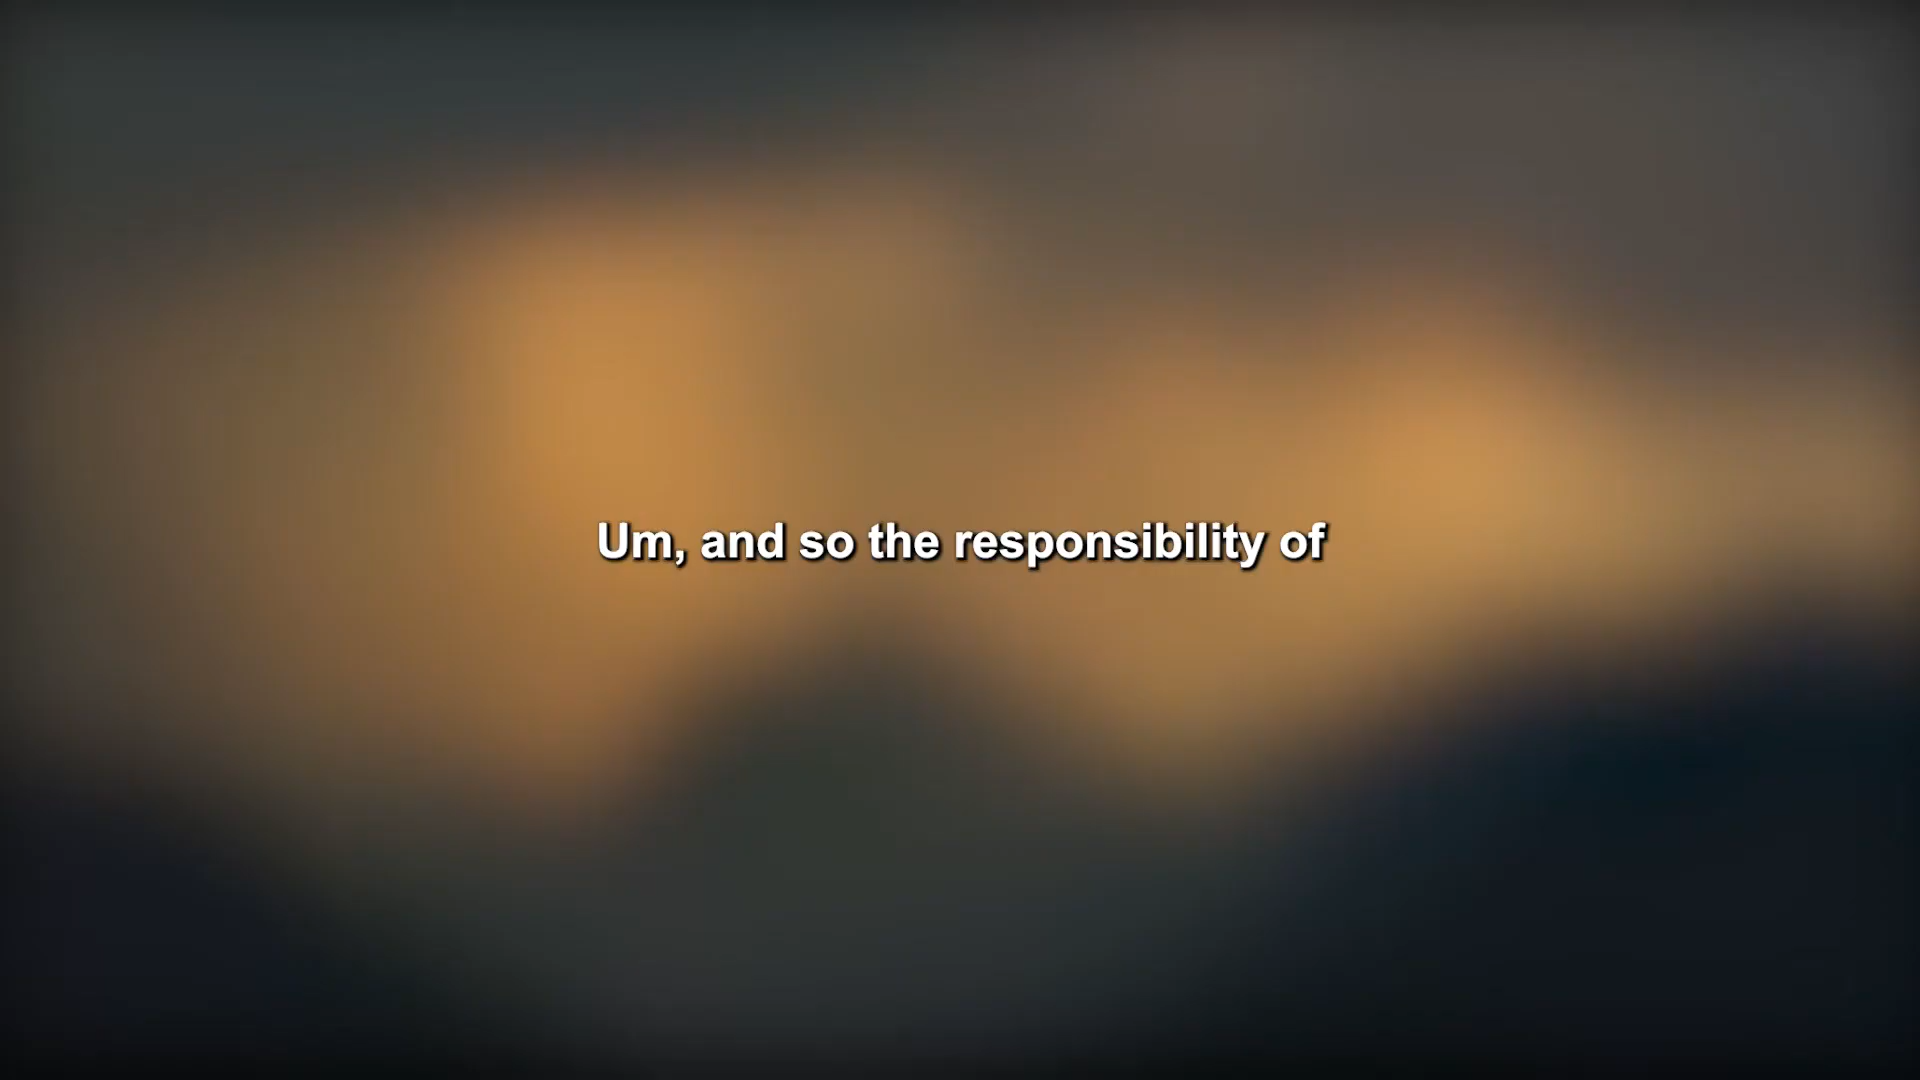 Um, and so the responsibility of